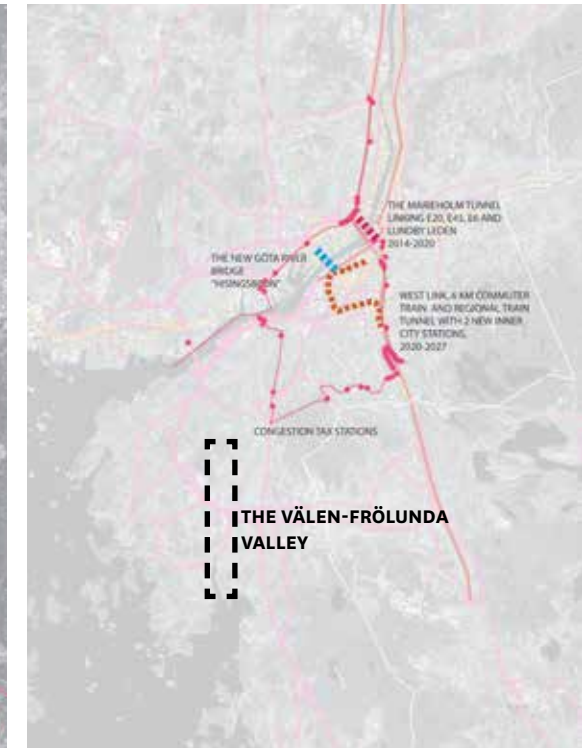 THE MARIEHOLM TUNNEL
LINKING E20, E45, E6 AND
LUNDBY LEDEN
2014-2020
THE NEW GÖTA RIVER
BRIDGE
"HISINGSBRON"
WEST LINK, 6 KM COMMUTER
TRAIN AND REGIONAL TRAIN
TUNNEL WITH 2 NEW INNER
CITY STATIONS,
2020-2027
CONGESTION TAX STATIONS
THE VÄLEN-FRÖLUNDA
VALLEY